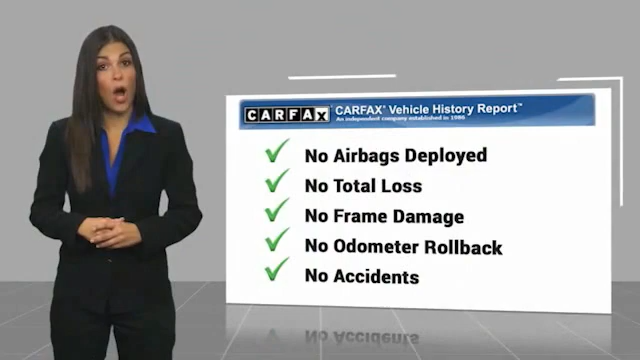 CARFAX CARFAX® Vehicle History Report™
An independent company established in 1986
No Airbags Deployed
No Total Loss
No Frame Damage
No Odometer Rollback
No Accidents